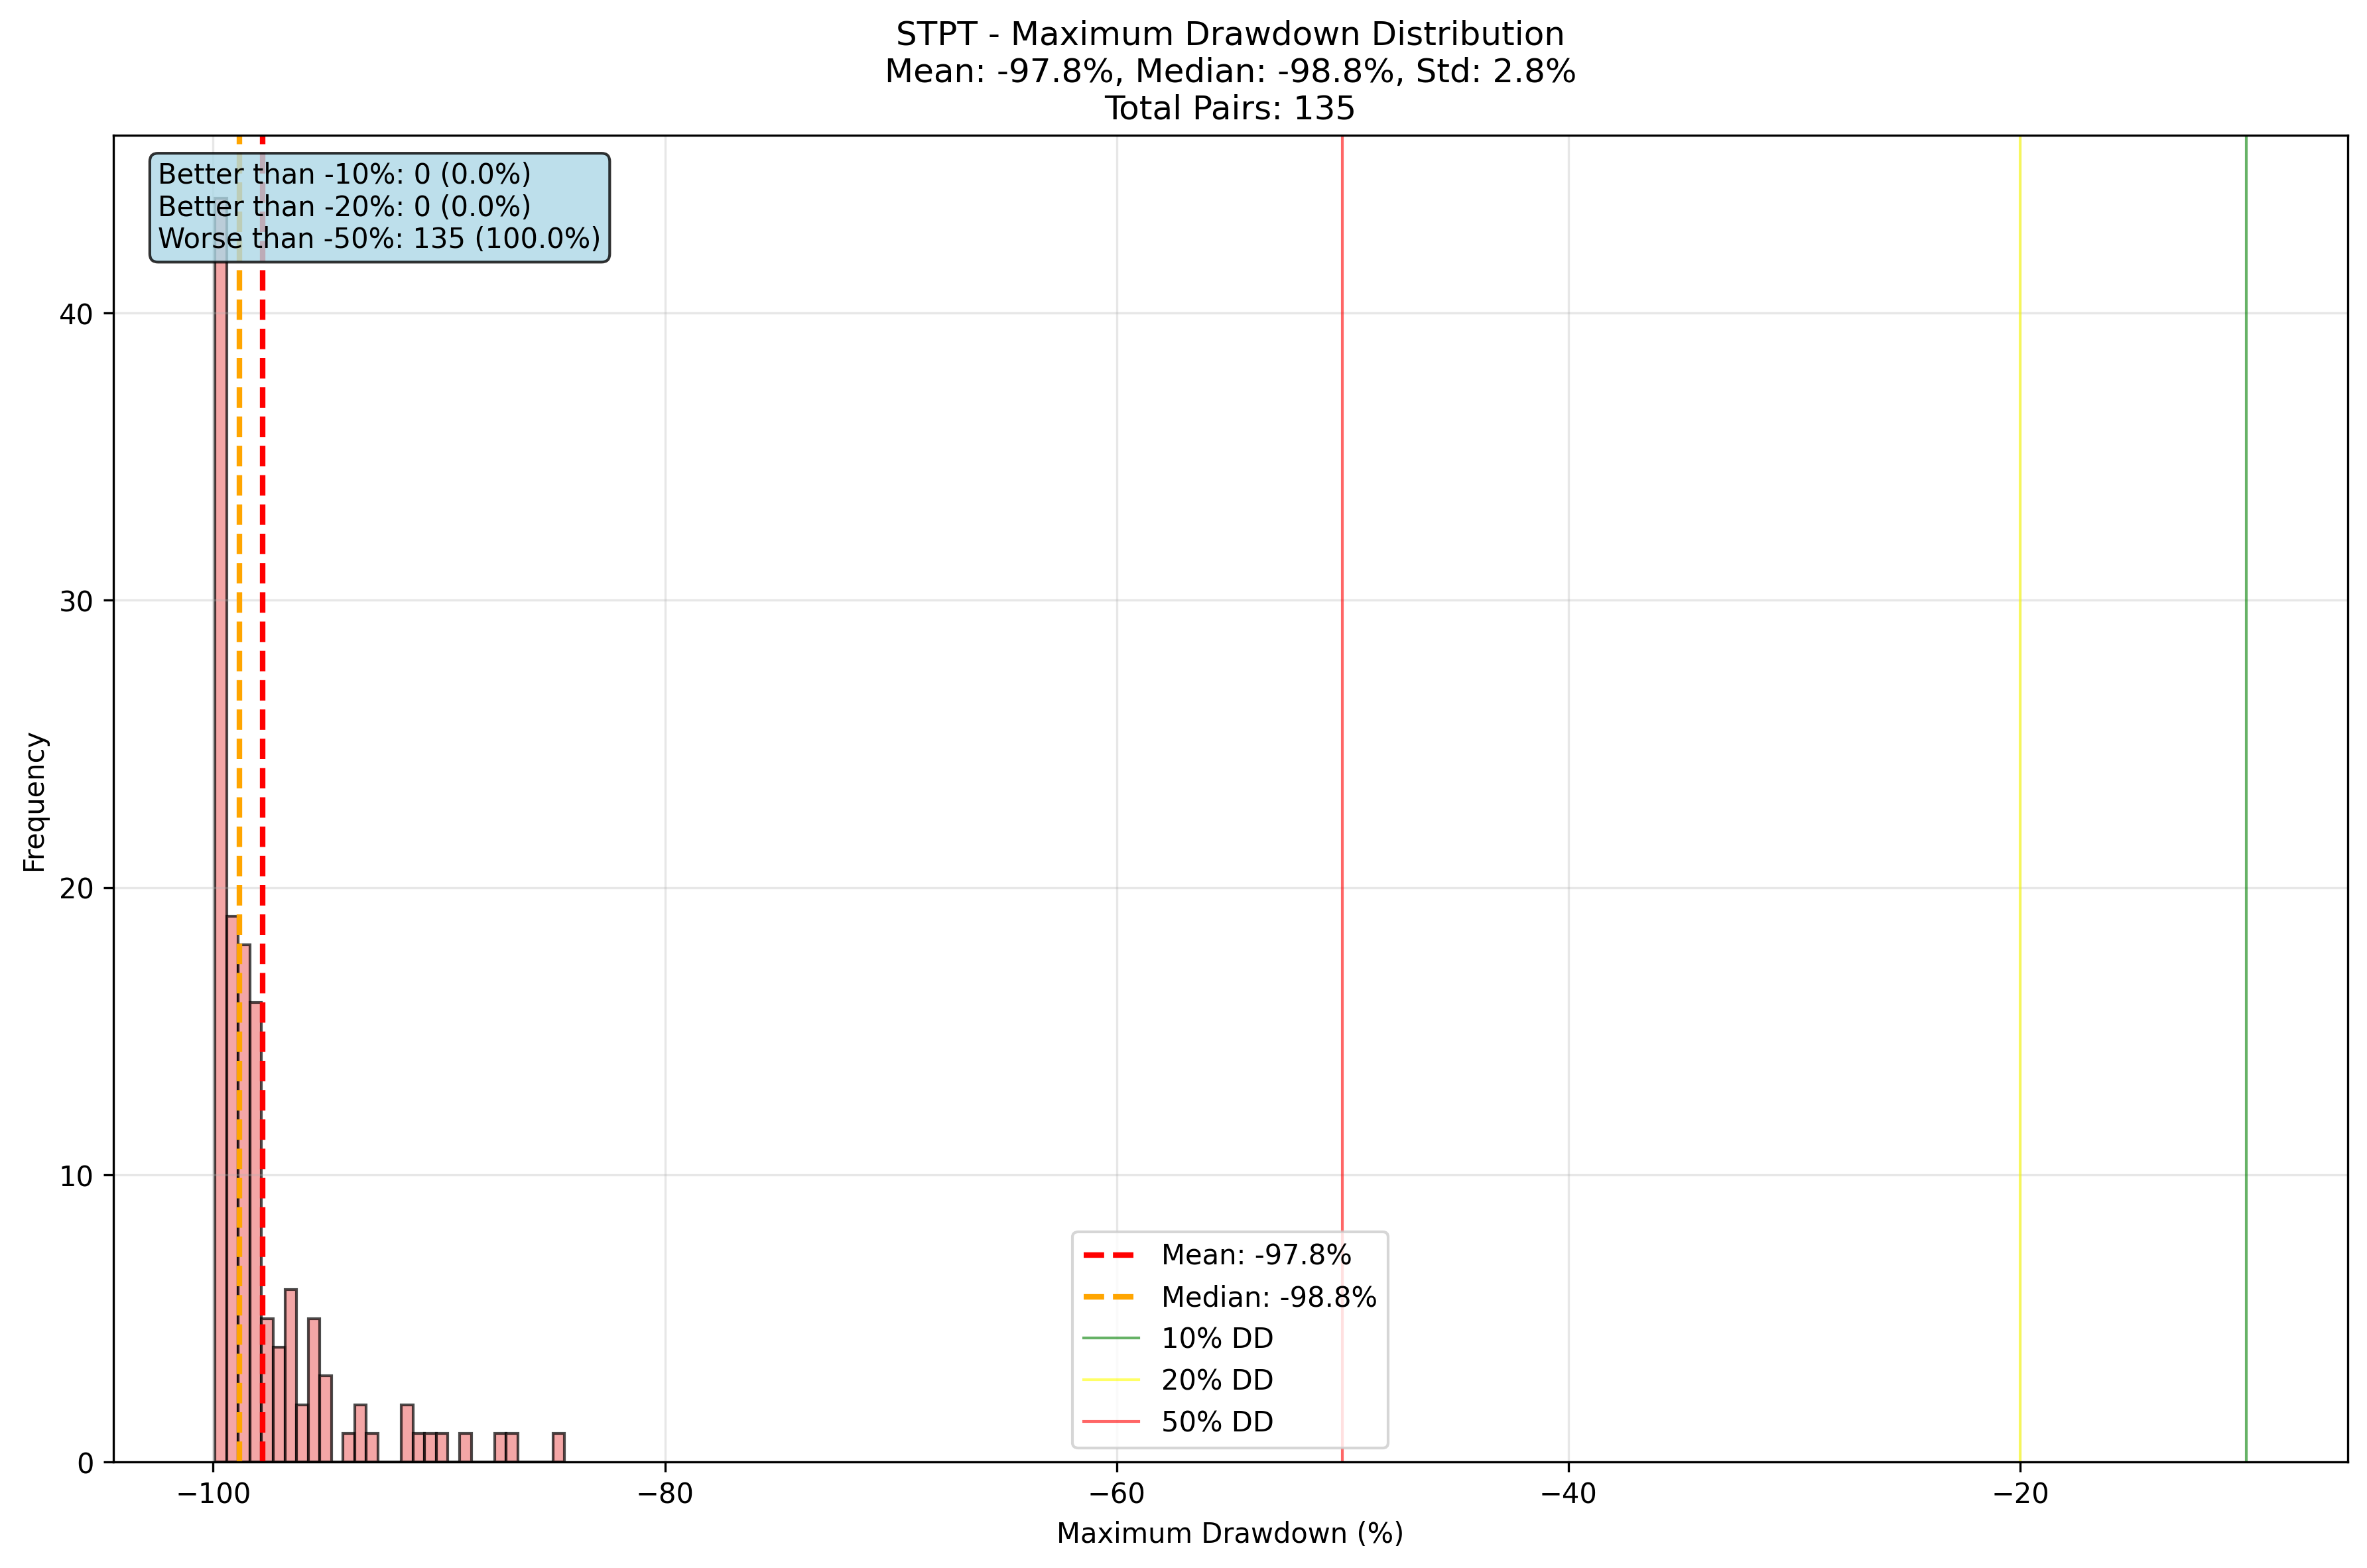 STPT - Maximum Drawdown Distribution
Mean: -97.8%, Median: -98.8%, Std: 2.8%
Total Pairs: 135
Better than -10%: 0 (0.0%)
Better than -20%: 0 (0.0%)
Worse than -50%: 135 (100.0%)
Frequency
40
30
20
10
0
Mean: -97.8%
Median: -98.8%
10% DD
20% DD
50% DD
−100
−80
−60
−40
−20
Maximum Drawdown (%)